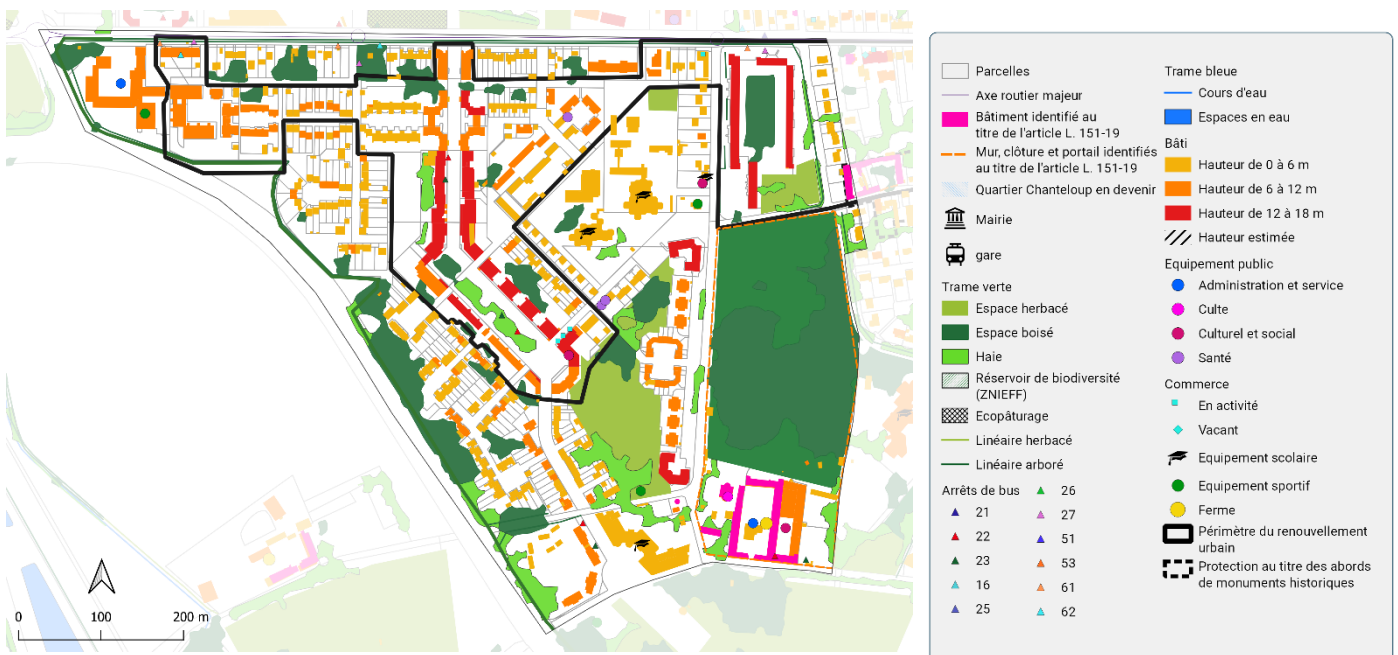 0
100
200 m
Parcelles
Axe routier majeur
Bâtiment identifié au
titre de l'article L. 151-19
Mur, clôture et portail identifiés
au titre de l'article L. 151-19
Quartier Chanteloup en devenir
Mairie
gare
Trame verte
Espace herbacé
Espace boisé
Haie
Réservoir de biodiversité
(ZNIEFF)
Ecopâturage
Linéaire herbacé
Linéaire arboré
Arrêts de bus
21
22
23
16
25
26
27
51
53
61
62
Trame bleue
Cours d'eau
Espaces en eau
Bâti
Hauteur de 0 à 6 m
Hauteur de 6 à 12 m
Hauteur de 12 à 18 m
Hauteur estimée
Equipement public
Administration et service
Culte
Culturel et social
Santé
Commerce
En activité
Vacant
Equipement scolaire
Equipement sportif
Ferme
Périmètre du renouvellement
urbain
Protection au titre des abords
de monuments historiques